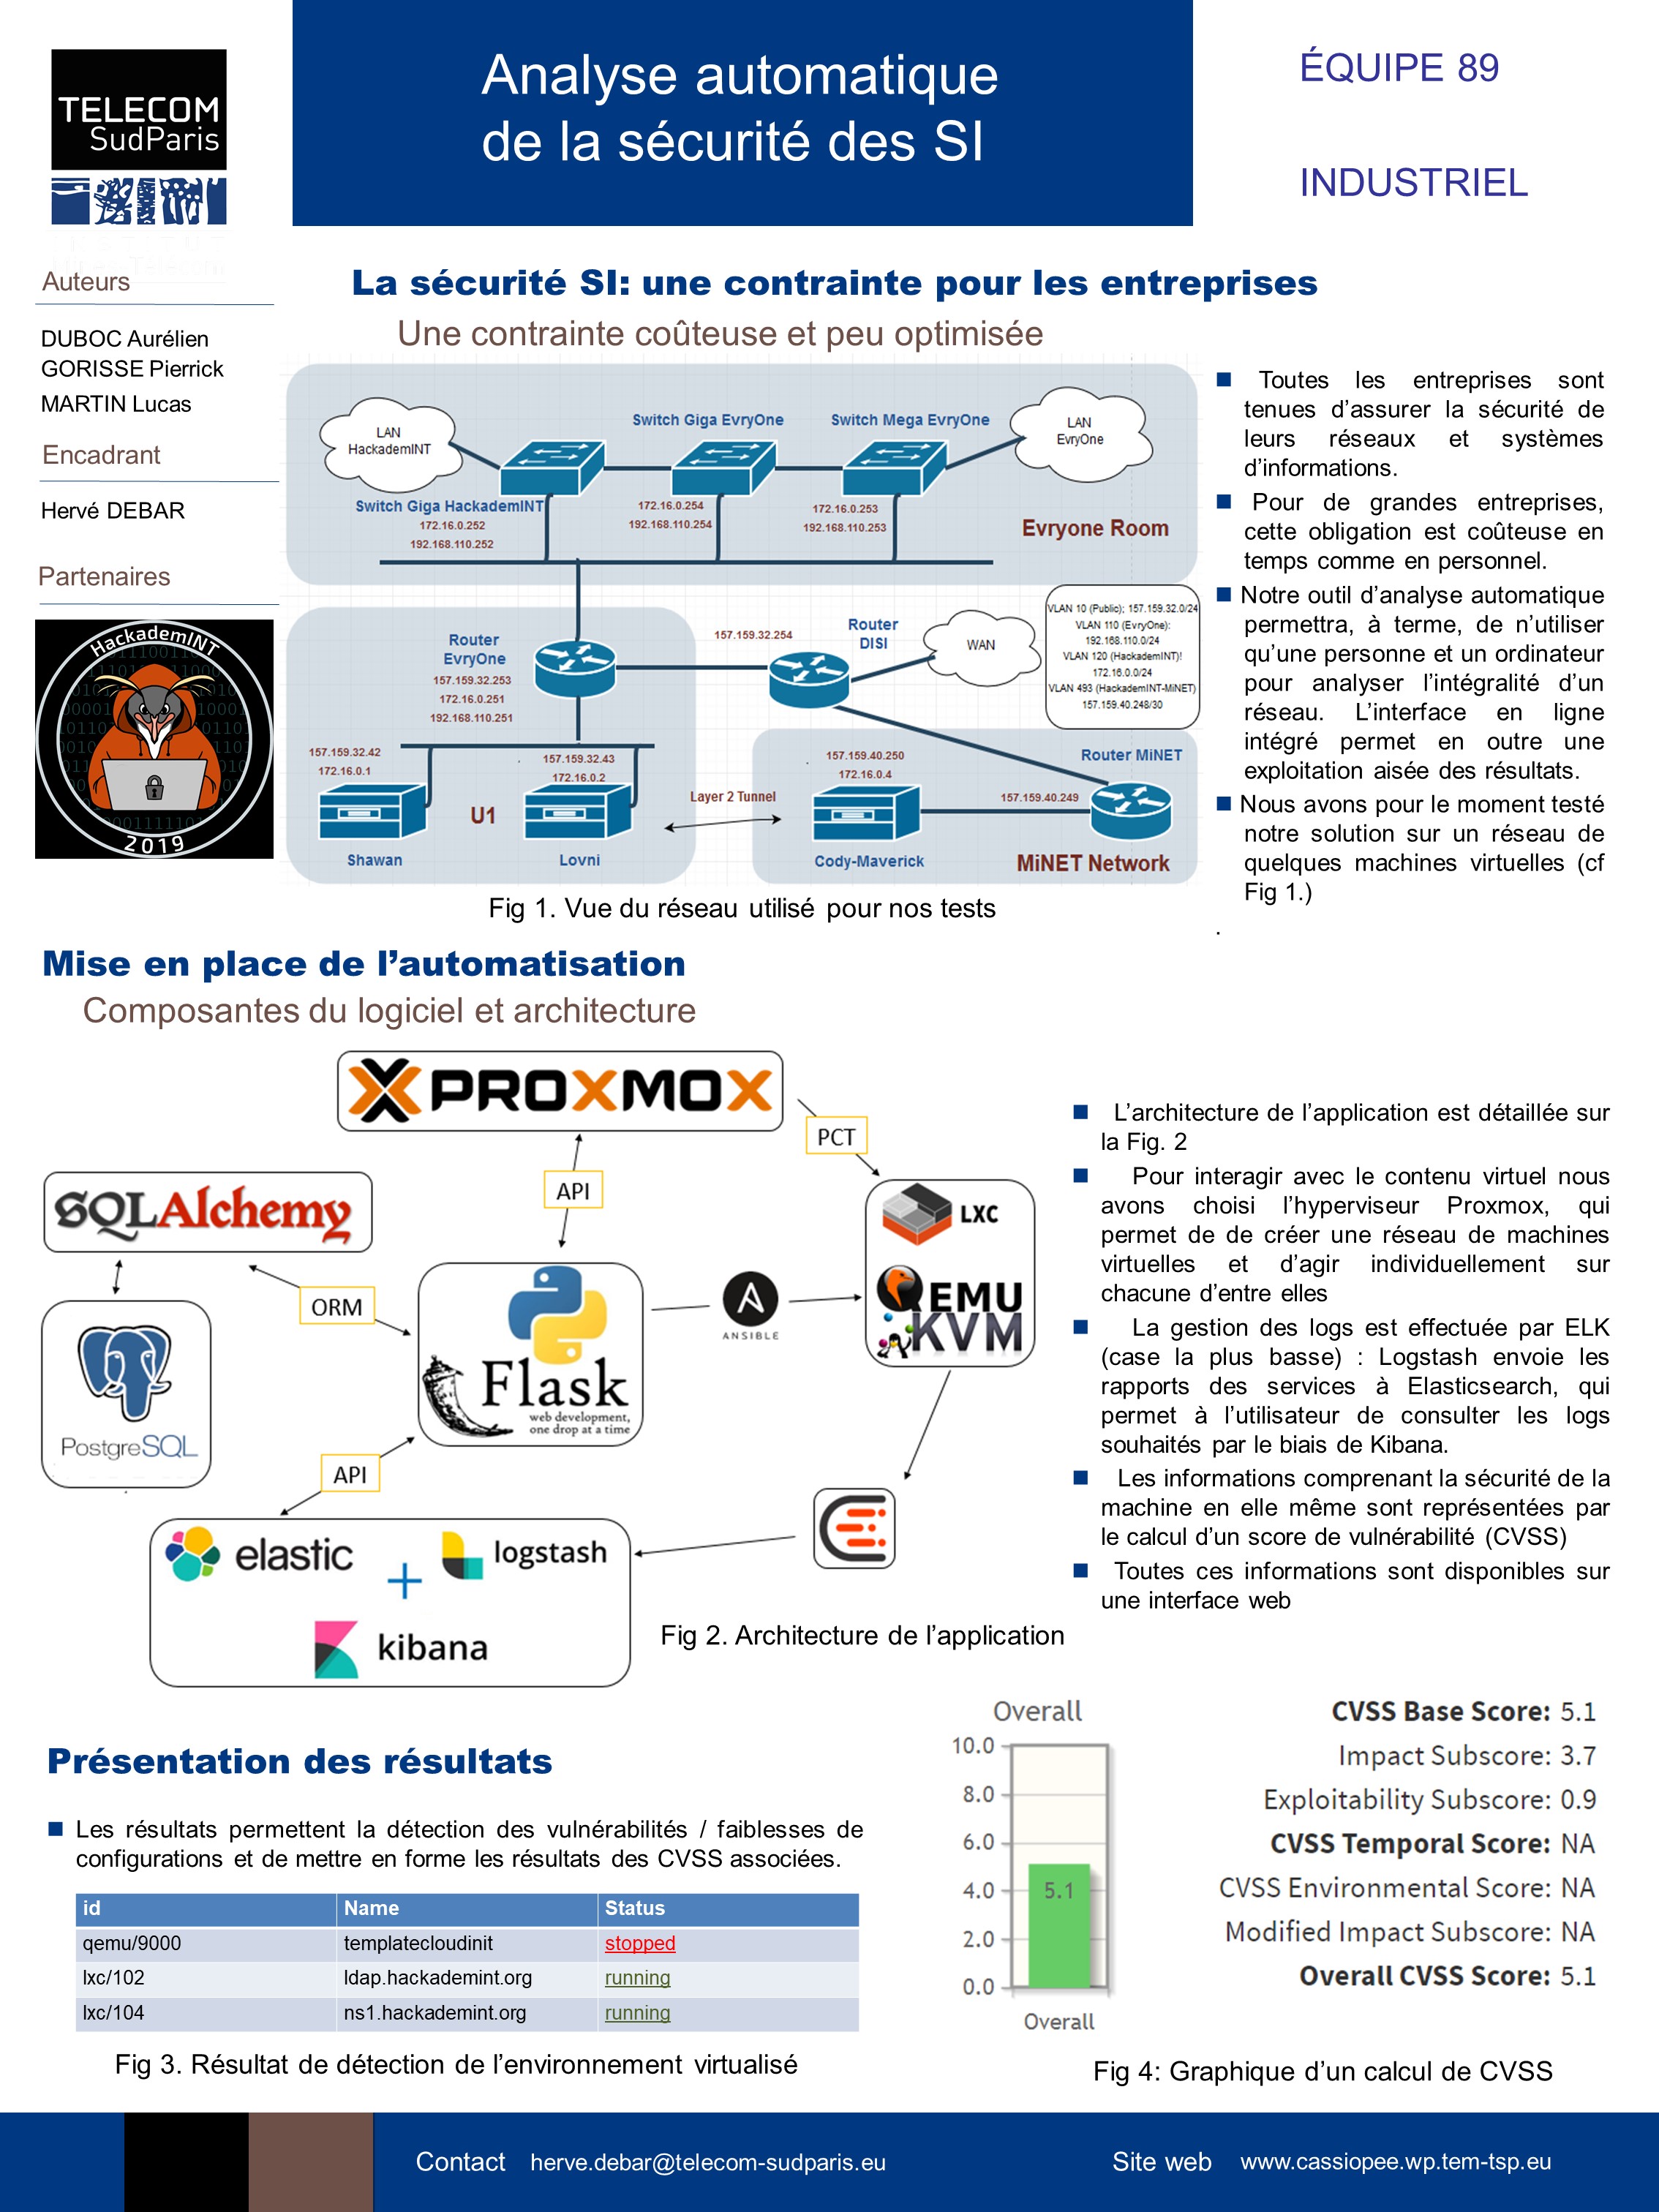 TELECOM
SudParis
Analyse automatique
de la sécurité des SI
ÉQUIPE 89
INDUSTRIEL
Auteurs
DUBOC Aurélien
GORISSE Pierrick
MARTIN Lucas
Encadrant
Hervé DEBAR
Partenaires
HackademINT
2019
La sécurité SI: une contrainte pour les entreprises
Une contrainte coûteuse et peu optimisée
LAN
HackademINT
Switch Giga EvryOne
Switch Mega EvryOne
LAN
EvryOne
Switch Giga HackademINT
172.16.0.252
192.168.110.252
172.16.0.254
192.168.110.254
172.16.0.253
192.168.110.253
Evryone Room
Router
EvryOne
157.159.32.253
172.16.0.251
192.168.110.251
157.159.32.254
Router
DISI
WAN
VLAN 10 (Public); 157.159.32.0/24
VLAN 110 (EvryOne):
192.168.110.0/24
VLAN 120 (HackademINT)!
172.16.0.0/24
VLAN 493 (HackademINT-MiNET)
157.159.40.248/30
157.159.32.42
172.16.0.1
157.159.32.43
172.16.0.2
U1
Shawan
Lovni
Layer 2 Tunnel
157.159.40.250
172.16.0.4
Router MiNET
157.159.40.249
Cody-Maverick
MiNET Network
Fig 1. Vue du réseau utilisé pour nos tests
Toutes les entreprises sont
tenues d’assurer la sécurité de
leurs réseaux et systèmes
d’informations.
Pour de grandes entreprises,
cette obligation est coûteuse en
temps comme en personnel.
Notre outil d’analyse automatique
permettra, à terme, de n’utiliser
qu’une personne et un ordinateur
pour analyser l’intégralité d’un
réseau. L’interface en ligne
intégré permet en outre une
exploitation aisée des résultats.
Nous avons pour le moment testé
notre solution sur un réseau de
quelques machines virtuelles (cf
Fig 1.)
.
Mise en place de l’automatisation
Composantes du logiciel et architecture
PROXMOX
PCT
API
SQLAlchemy
ORM
PostgreSQL
Flask
web development,
one drop at a time
ANSIBLE
LXC
QEMU
KVM
API
elastic
+
logstash
kibana
Fig 2. Architecture de l’application
L’architecture de l’application est détaillée sur
la Fig. 2
Pour interagir avec le contenu virtuel nous
avons choisi l’hyperviseur Proxmox, qui
permet de de créer une réseau de machines
virtuelles et d’agir individuellement sur
chacune d’entre elles
La gestion des logs est effectuée par ELK
(case la plus basse) : Logstash envoie les
rapports des services à Elasticsearch, qui
permet à l’utilisateur de consulter les logs
souhaités par le biais de Kibana.
Les informations comprenant la sécurité de la
machine en elle même sont représentées par
le calcul d’un score de vulnérabilité (CVSS)
Toutes ces informations sont disponibles sur
une interface web
Présentation des résultats
Les résultats permettent la détection des vulnérabilités / faiblesses de
configurations et de mettre en forme les résultats des CVSS associées.
id Name Status
qemu/9000 templatecloudinit stopped
lxc/102 ldap.hackademint.org running
lxc/104 ns1.hackademint.org running
Fig 3. Résultat de détection de l’environnement virtualisé
Overall
10.0
8.0
6.0
4.0
2.0
0.0
5.1
Overall
CVSS Base Score: 5.1
Impact Subscore: 3.7
Exploitability Subscore: 0.9
CVSS Temporal Score: NA
CVSS Environmental Score: NA
Modified Impact Subscore: NA
Overall CVSS Score: 5.1
Fig 4: Graphique d’un calcul de CVSS
Contact herve.debar@telecom-sudparis.eu
Site web www.cassiopee.wp.tem-tsp.eu